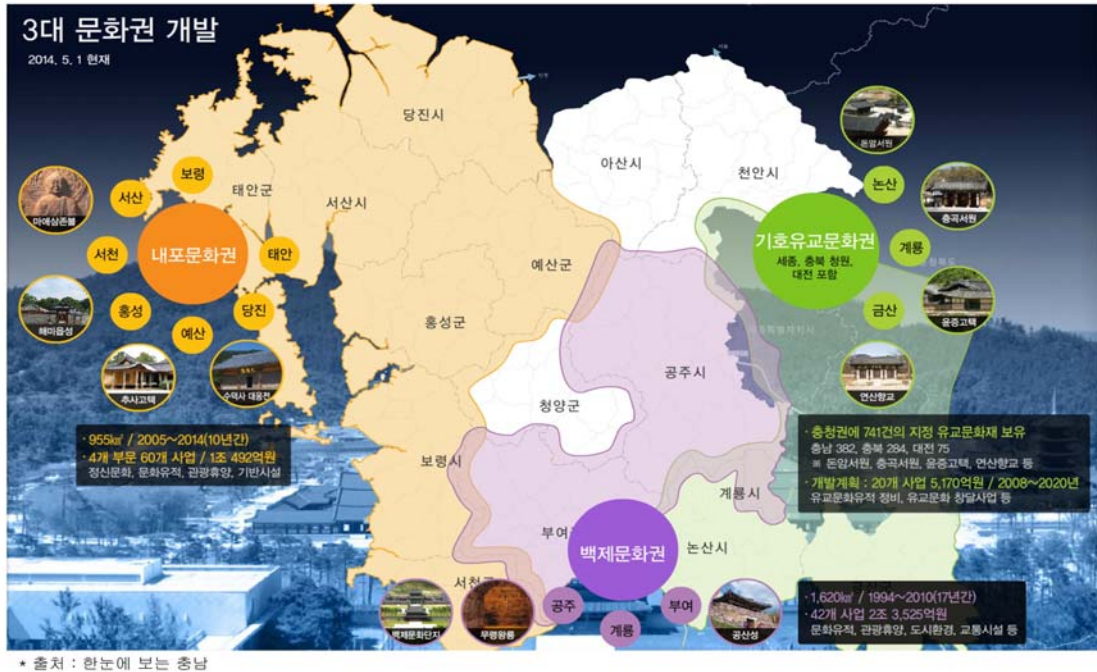 3대 문화권 개발
2014. 5. 1 현재
당진시
아산시
천안시
태안군
서산시
예산군
홍성군
공주시
청양군
보령시
계룡시
부여
논산시
서천군
내포문화권
보령
서산
서천
홍성
예산
당진
태안
마애삼존불
해마읍성
추사고택
수덕사 대웅전
· 955㎢ / 2005~2014(10년간)
· 4개 부문 60개 사업 / 1조 492억원
정신문화, 문화유적, 관광휴양, 기반시설
기호유교문화권
세종, 충북 청원,
대전 포함
논산
계룡
금산
돈암서원
충곡서원
윤증고택
연산향교
· 충청권에 741건의 지정 유교문화재 보유
충남 382, 충북 284, 대전 75
※ 돈암서원, 충곡서원, 윤증고택, 연산향교 등
· 개발계획 : 20개 사업 5,170억원 / 2008~2020년
유교문화유적 정비, 유교문화 창달사업 등
백제문화권
공주
계룡
부여
백제문화단지
무령왕릉
공산성
· 1,620㎢ / 1994~2010(17년간)
· 42개 사업 2조 3,525억원
문화유적, 관광휴양, 도시환경, 교통시설 등
* 출처 : 한눈에 보는 충남